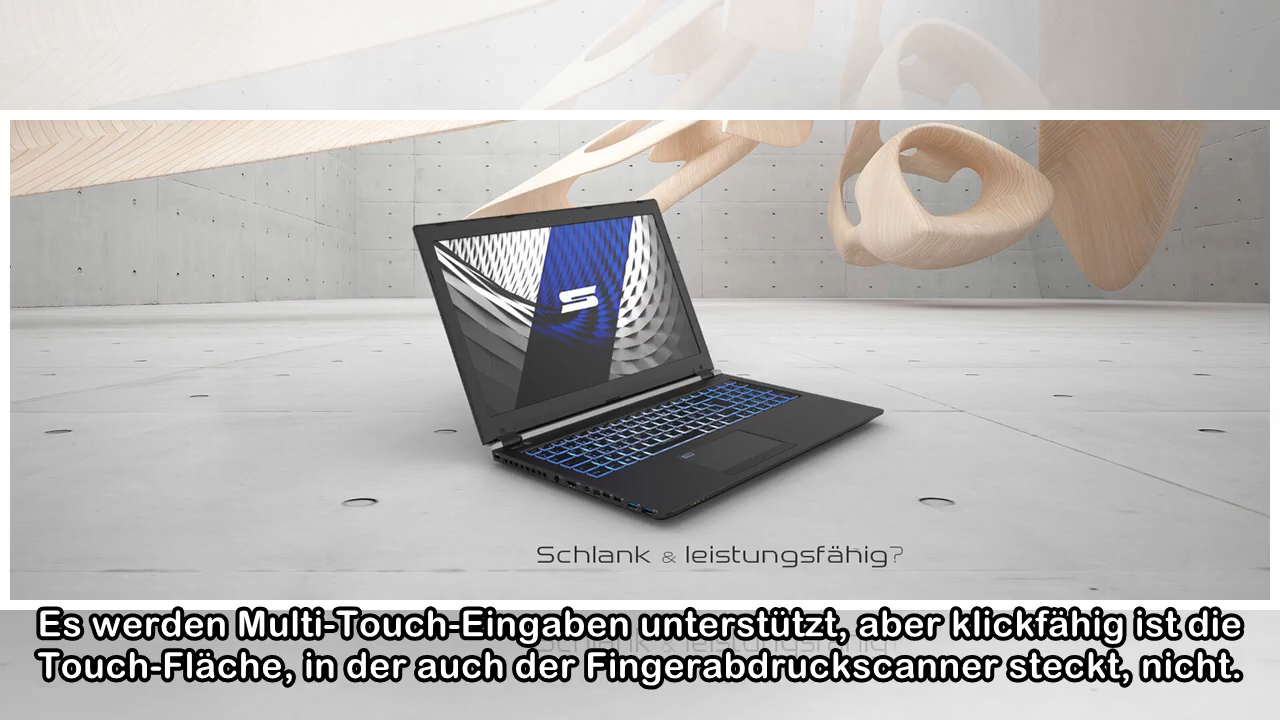 S
Schlank & leistungsfähig?
Es werden Multi-Touch-Eingaben unterstützt, aber klickfähig ist die
Touch-Fläche, in der auch der Fingerabdruckscanner steckt, nicht.